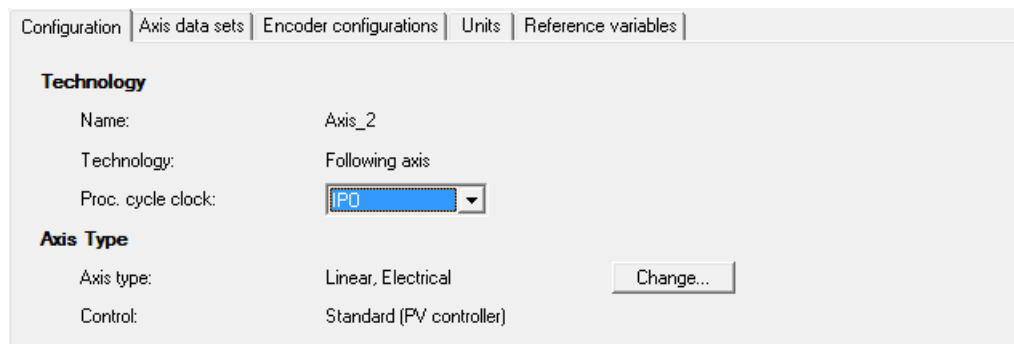 Configuration Axis data sets Encoder configurations Units Reference variables
Technology
Name: Axis_2
Technology: Following axis
Proc. cycle clock: IPO
Axis Type
Axis type: Linear, Electrical Change...
Control: Standard (PV controller)